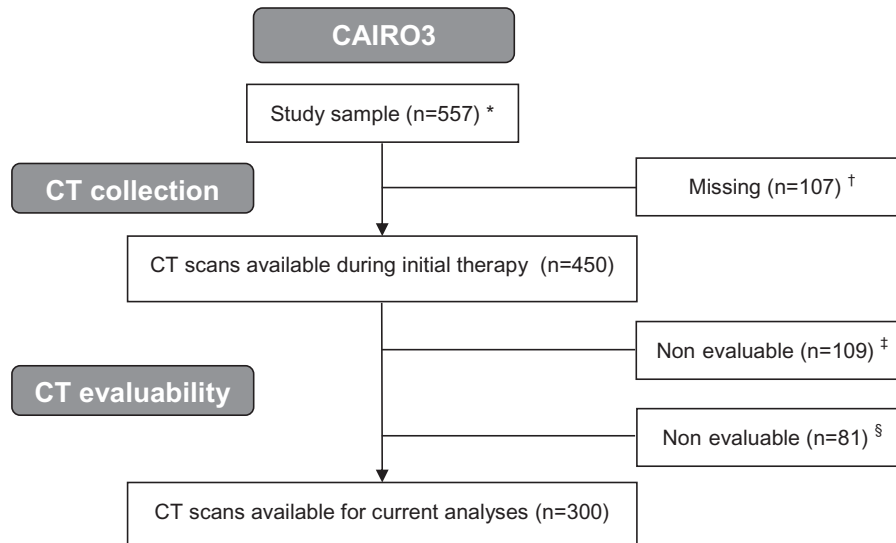 CAIRO3
Study sample (n=557) *
CT collection
Missing (n=107) †
CT scans available during initial therapy (n=450)
Non evaluable (n=109) ‡
CT evaluability
Non evaluable (n=81) §
CT scans available for current analyses (n=300)